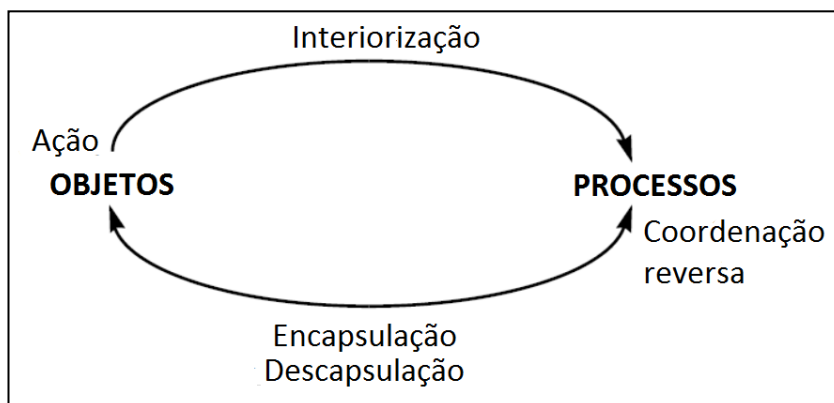 Interiorização
Ação
OBJETOS
PROCESSOS
Coordenação
reversa
Encapsulação
Descapsulação